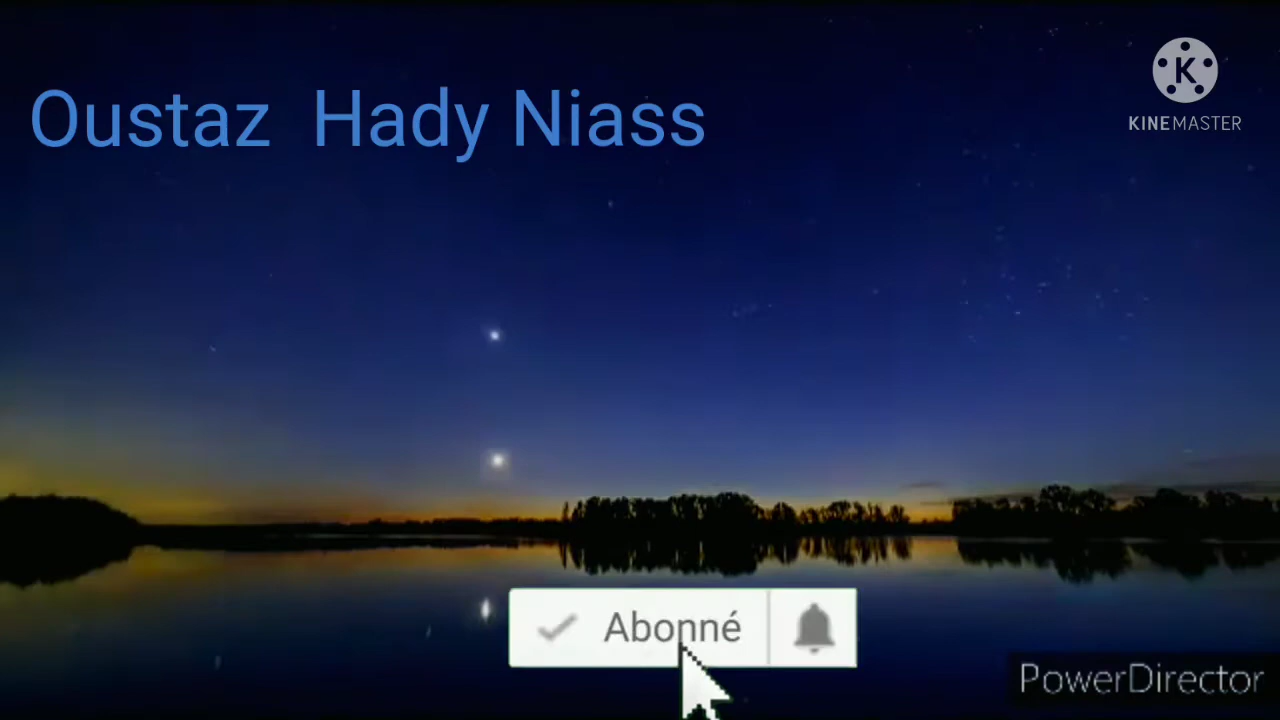 Oustaz Hady Niass
K
KINEMASTER
Abonné
PowerDirector